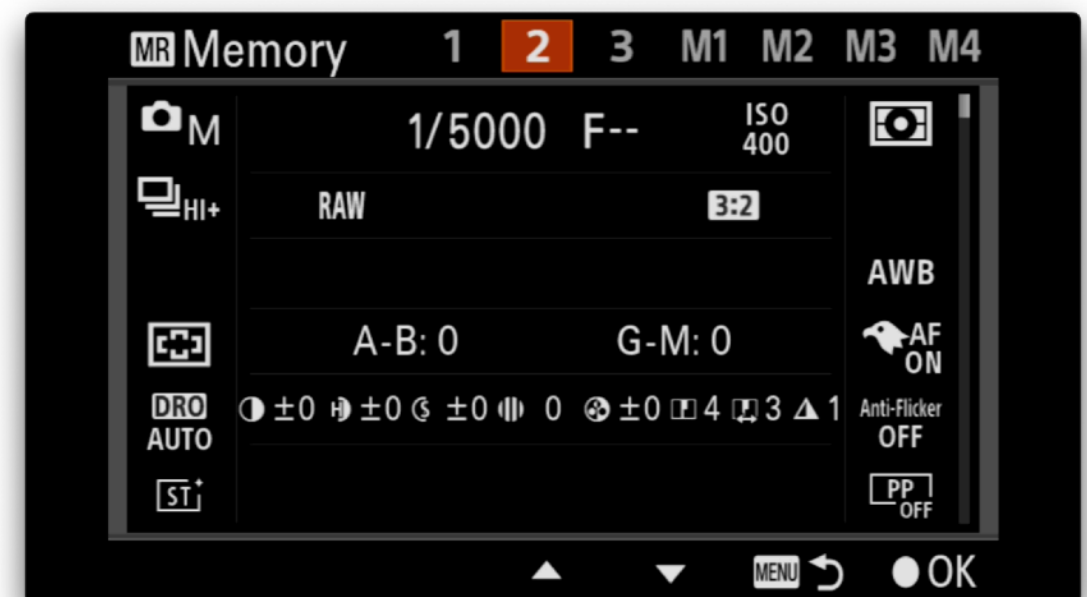 MR Memory 1 2 3 M1 M2 M3 M4
M 1/5000 F-- ISO 400
HI+ RAW 3:2
AWB
A-B: 0 G-M: 0 AF ON
DRO AUTO ±0 H ±0 S ±0 0 ±0 4 3 1 Anti-Flicker OFF
ST PP OFF
MENU OK